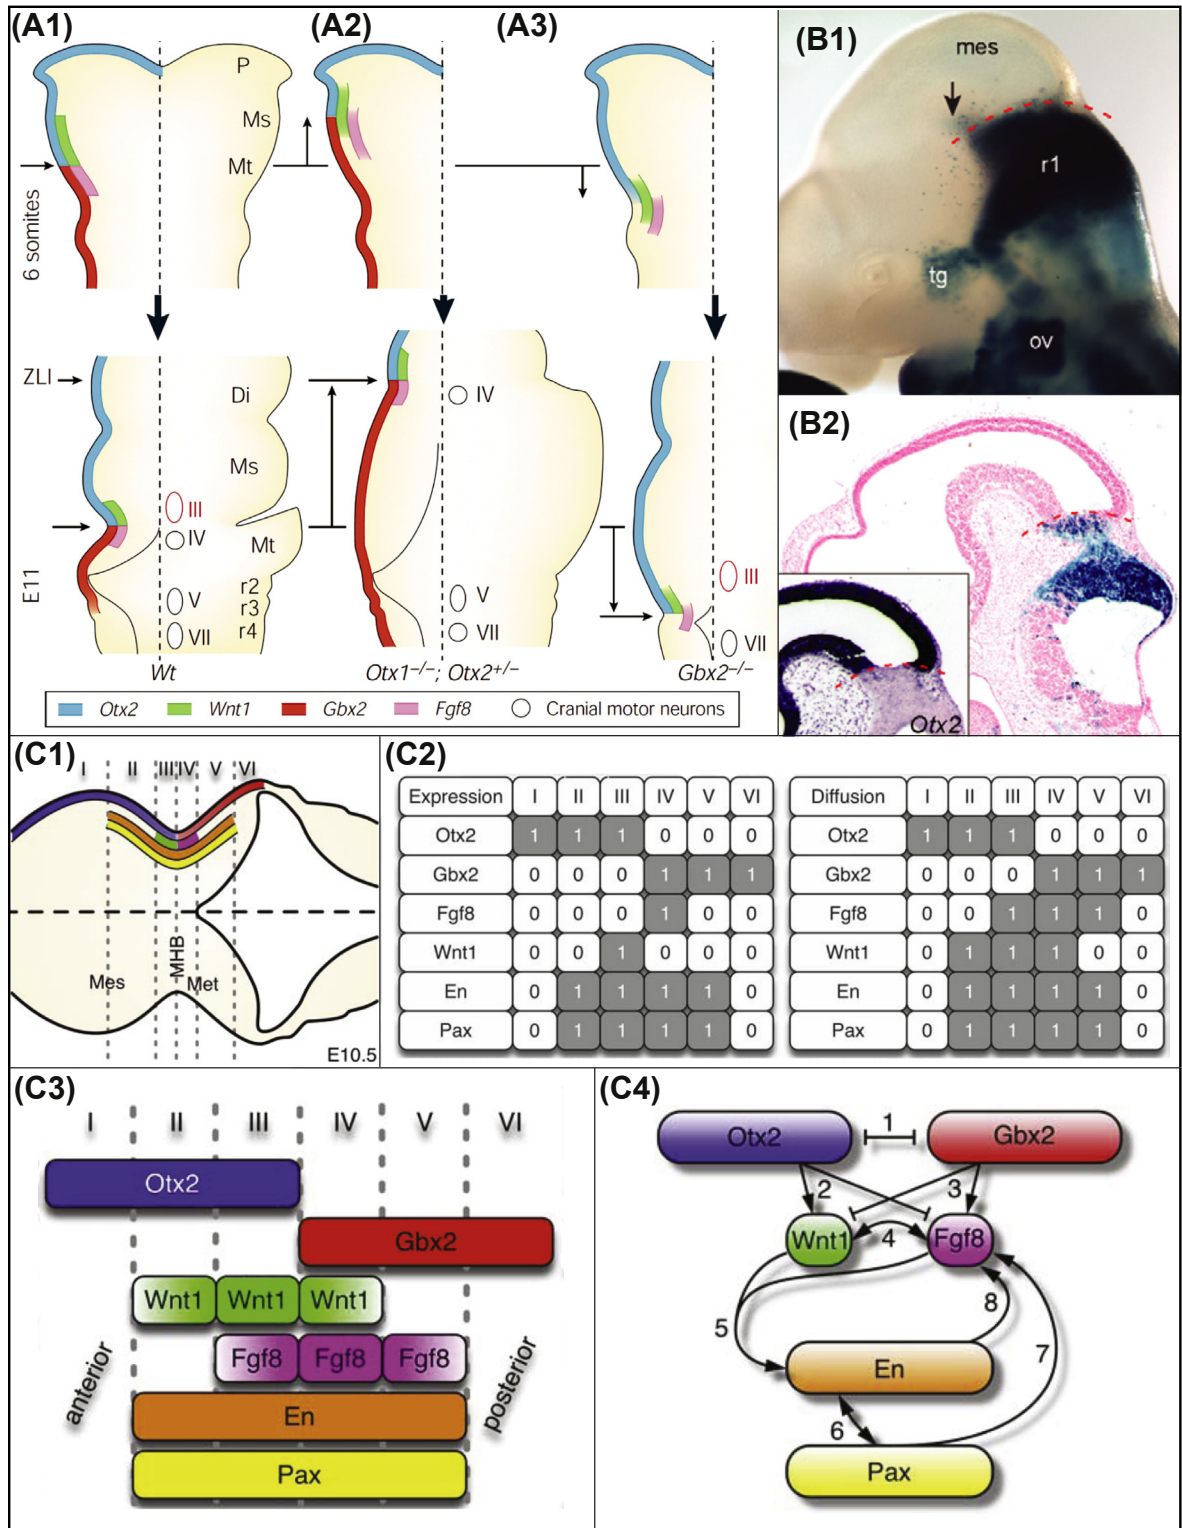 (A1)
(A2)
(A3)
P
Ms
Mt
6 somites
ZLI
Di
Ms
III
IV
Mt
r2
V
r3
VII
r4
E11
IV
V
VII
III
VII
Wt
Otx1−/−; Otx2+/−
Gbx2−/−
Otx2 Wnt1 Gbx2 Fgf8 Cranial motor neurons
(B1)
mes
r1
tg
ov
(B2)
Otx2
(C1)
I II III IV V VI
Mes
MHB
Met
E10.5
(C2)
Expression I II III IV V VI
Otx2 1 1 1 0 0 0
Gbx2 0 0 0 1 1 1
Fgf8 0 0 0 1 0 0
Wnt1 0 0 1 0 0 0
En 0 1 1 1 1 0
Pax 0 1 1 1 1 0
Diffusion I II III IV V VI
Otx2 1 1 1 0 0 0
Gbx2 0 0 0 1 1 1
Fgf8 0 0 1 1 1 0
Wnt1 0 1 1 1 0 0
En 0 1 1 1 1 0
Pax 0 1 1 1 1 0
(C3)
I II III IV V VI
Otx2
Gbx2
Wnt1 Wnt1 Wnt1
Fgf8 Fgf8 Fgf8
anterior
posterior
En
Pax
(C4)
Otx2 1 Gbx2
2 3
Wnt1 4 Fgf8
5 8
En 7
6
Pax